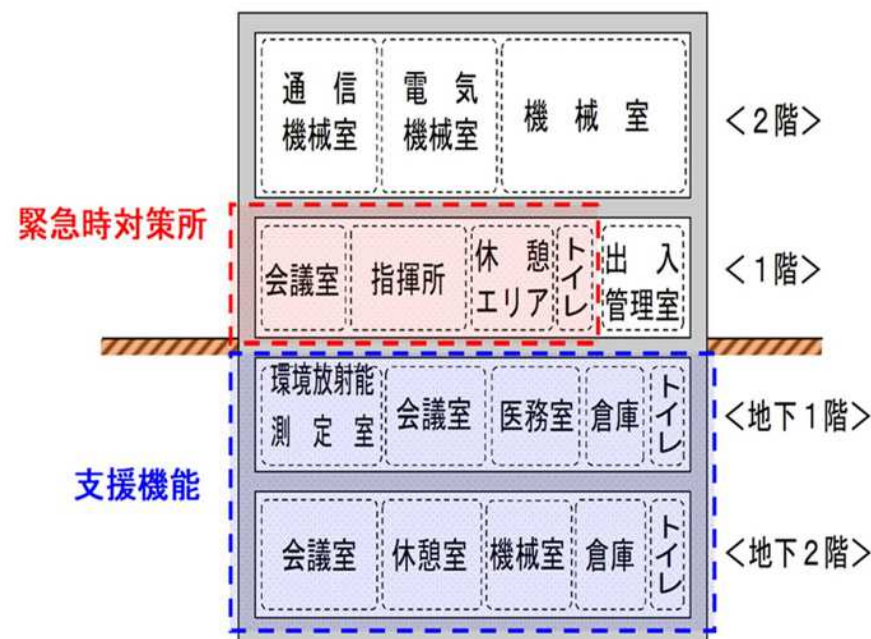 通信
機械室
電気
機械室
機械室
<2階>
緊急時対策所
会議室
指揮所
休憩
エリア
トイレ
出入
管理室
<1階>
環境放射能
測定室
会議室
医務室
倉庫
トイレ
<地下1階>
支援機能
会議室
休憩室
機械室
倉庫
トイレ
<地下2階>